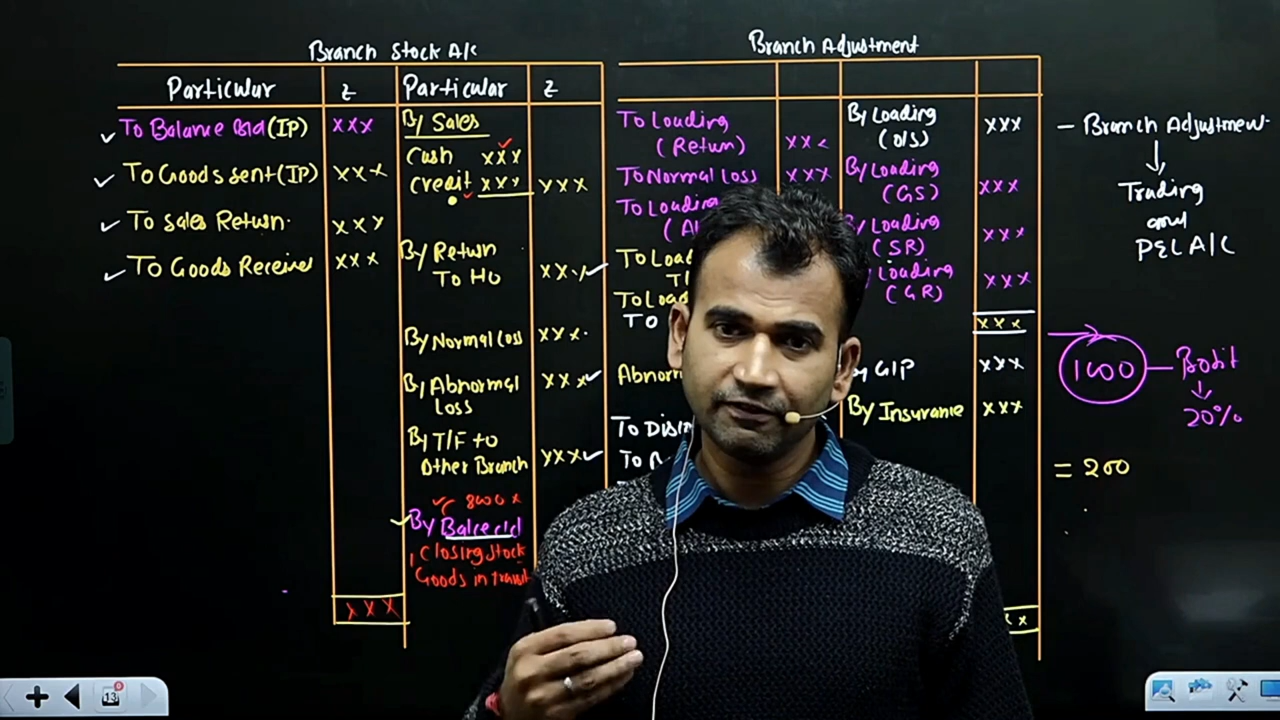 Branch Stock A/c
Particular
z
Particular
z
To Balance Bld (IP)
xxx
To Goods sent (IP)
xxx
To Sales Return
xxx
To Goods Receive
xxx
xxx
By Sales
Cash xxx
Credit xxx
xxx
By Return
To HO
xxx
By Normal Loss
xxx
By Abnormal
Loss
xxx
By T/F to
Other Branch
xxx
8000 x
By Balce c/d
Closing Stock
Goods in transit
Branch Adjustment
To Loading
(Return)
xxx
To Normal Loss
xxx
To Loading
To
Abnorm
By Loading
(O/S)
xxx
By Loading
(GS)
xxx
By Loading
(SR)
xxx
Loading
(GR)
xxx
xxx
GIP
xxx
By Insurance
xxx
- Branch Adjustment
Trading
and
P&L A/C
1000
20%
= 200
13